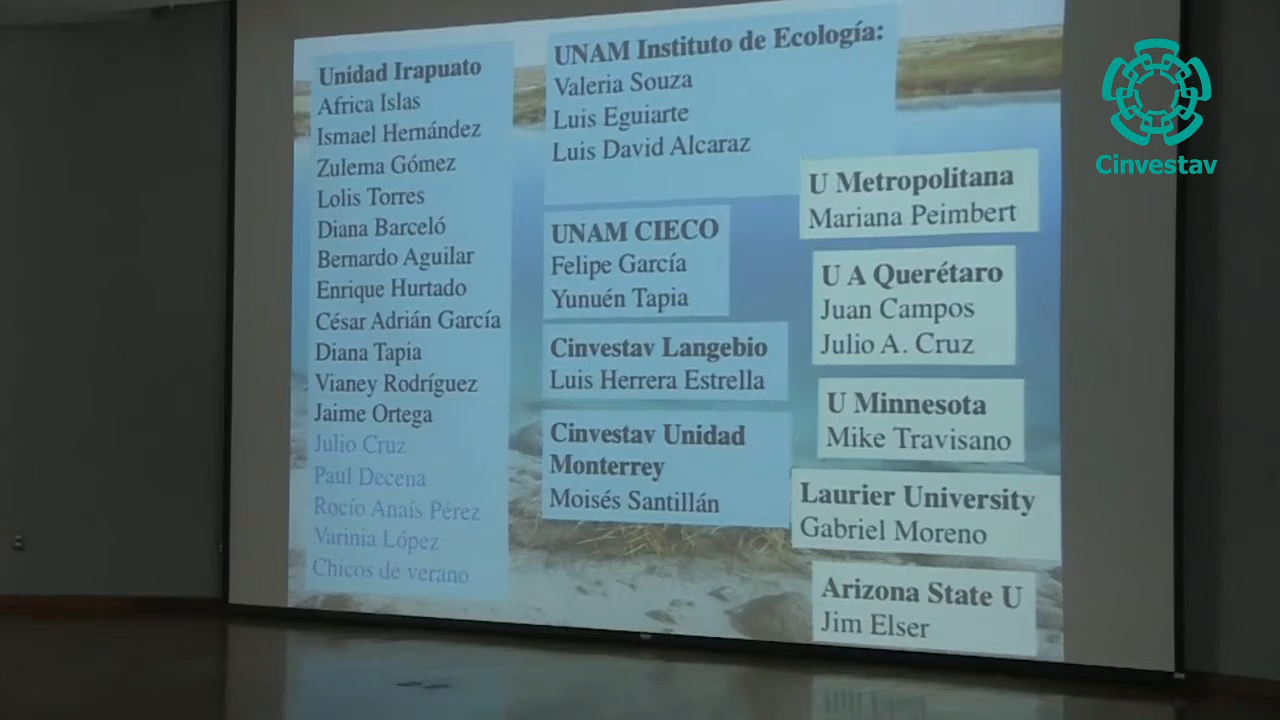 Unidad Irapuato
Africa Islas
Ismael Hernández
Zulema Gómez
Lolis Torres
Diana Barceló
Bernardo Aguilar
Enrique Hurtado
César Adrián García
Diana Tapia
Vianey Rodríguez
Jaime Ortega
Julio Cruz
Paul Decena
Rocío Anaís Pérez
Varinia López
Chicos de verano
UNAM Instituto de Ecología:
Valeria Souza
Luis Eguiarte
Luis David Alcaraz
UNAM CIECO
Felipe García
Yunuén Tapia
Cinvestav Langebio
Luis Herrera Estrella
Cinvestav Unidad
Monterrey
Moisés Santillán
U Metropolitana
Mariana Peimbert
U A Querétaro
Juan Campos
Julio A. Cruz
U Minnesota
Mike Travisano
Laurier University
Gabriel Moreno
Arizona State U
Jim Elser
Cinvestav